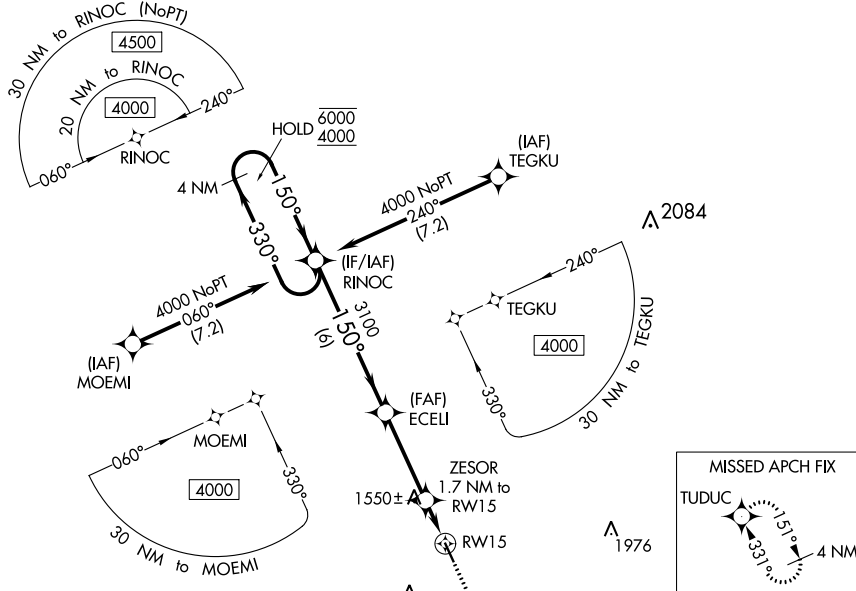 30 NM to RINOC (NoPT)
4500
20 NM to RINOC
4000
240°
060°
RINOC
HOLD 6000
4000
4 NM
150°
330°
(IAF)
TEGKU
4000 NoPT
240°
(7.2)
2084
(IF/IAF)
RINOC
4000 NoPT
060°
(7.2)
(IAF)
MOEMI
3100
150°
(6)
240°
TEGKU
4000
330°
30 NM to TEGKU
(FAF)
ECELI
MOEMI
060°
330°
4000
30 NM to MOEMI
ZESOR
1.7 NM to
RW15
1550±
RW15
1976
MISSED APCH FIX
TUDUC
151°
331°
4 NM